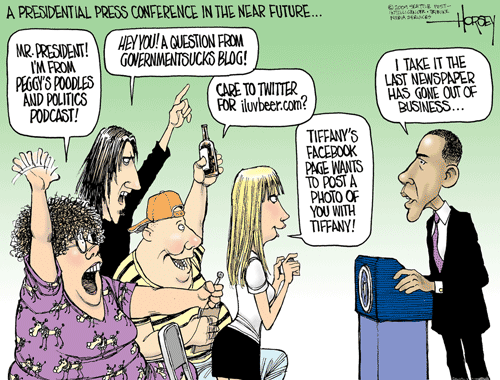 A PRESIDENTIAL PRESS CONFERENCE IN THE NEAR FUTURE...
©2009 SEATTLE POST-
INTELLIGENCER • TRIBUNE
MEDIA SERVICES
HORSEY
MR. PRESIDENT!
I'M FROM
PEGGY'S POODLES
AND POLITICS
PODCAST!
HEY YOU! A QUESTION FROM
GOVERNMENTSUCKS BLOG!
CARE TO TWITTER
FOR iluvbeer.com?
TIFFANY'S
FACEBOOK
PAGE WANTS
TO POST A
PHOTO OF
YOU WITH
TIFFANY!
I TAKE IT THE
LAST NEWSPAPER
HAS GONE OUT OF
BUSINESS...